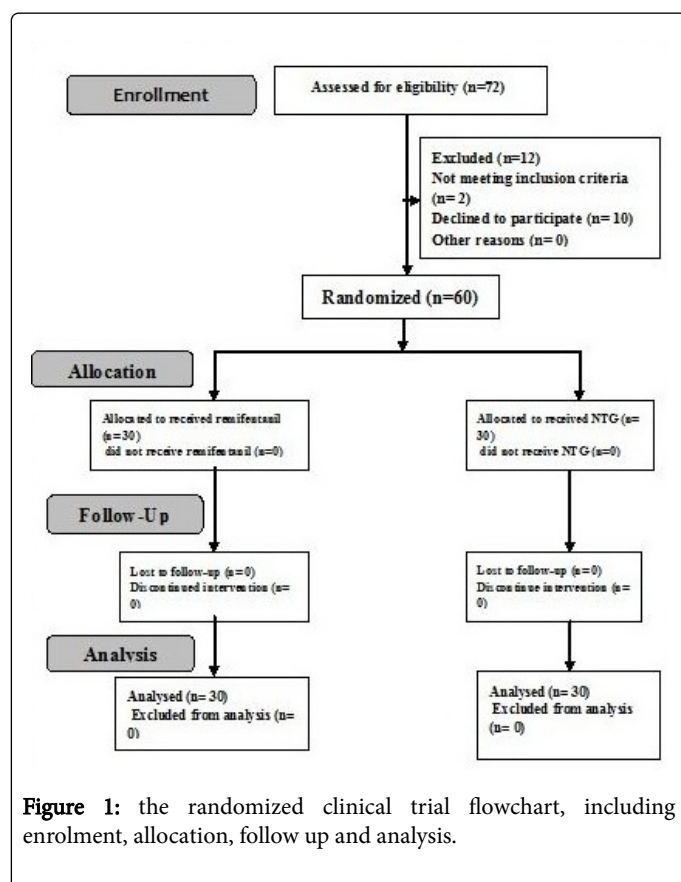 Enrollment
Assessed for eligibility (n=72)
Excluded (n=12)
Not meeting inclusion criteria
(n= 2)
Declined to participate (n= 10)
Other reasons (n= 0)
Randomized (n=60)
Allocation
Allocated to received remifentanil
(n=30)
did not receive remifentanil (n=0)
Allocated to received NTG (n=
30)
did not receive NTG (n=0)
Follow-Up
Lost to follow-up (n=0)
Discontinued intervention (n=
0)
Lost to follow-up (n=0)
Discontinue intervention (n=
0)
Analysis
Analysed (n= 30)
Excluded from analysis (n=
0)
Analysed (n= 30)
Excluded from analysis
(n= 0)
Figure 1: the randomized clinical trial flowchart, including
enrolment, allocation, follow up and analysis.